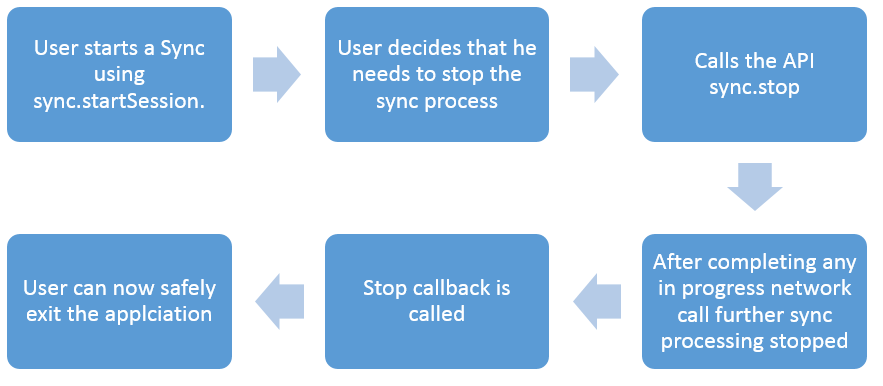 User starts a Sync
using
sync.startSession.
User decides that he
needs to stop the
sync process
Calls the API
sync.stop
After completing any
in progress network
call further sync
processing stopped
Stop callback is
called
User can now safely
exit the applciation